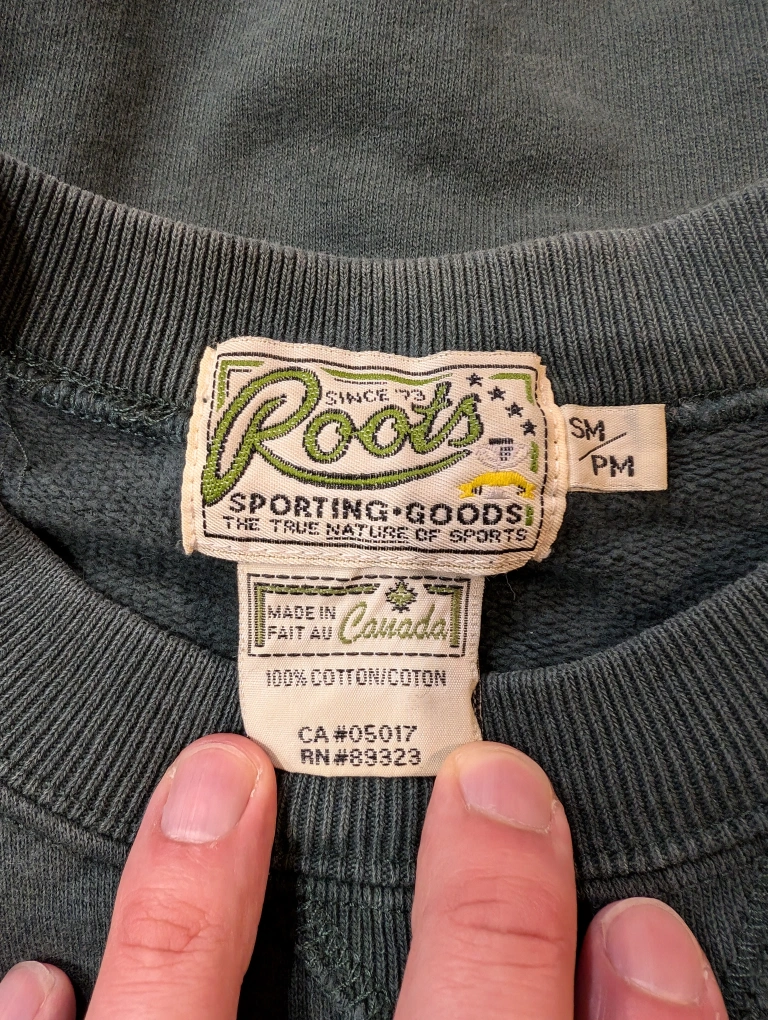 SINCE '73
Roots
SPORTING·GOODS
THE TRUE NATURE OF SPORTS
SM/PM
MADE IN
FAIT AU
Canada
100% COTTON/COTON
CA #05017
RN #89323